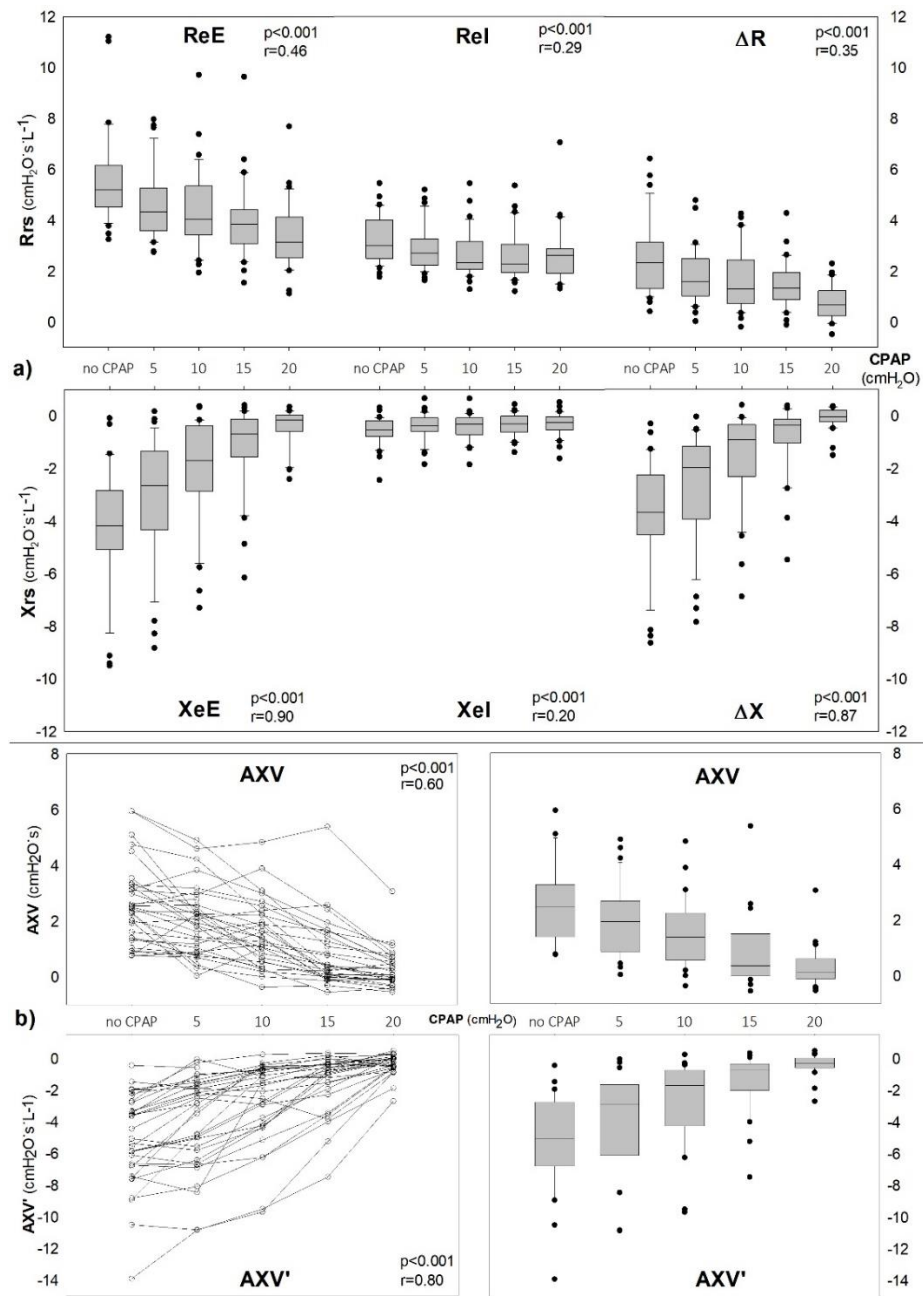 12
10
8
6
4
2
0
Rrs (cmH₂O˙s˙L-¹)
ReE
p<0.001
r=0.46
ReI
p<0.001
r=0.29
ΔR
p<0.001
r=0.35
12
10
8
6
4
2
0
a)
no CPAP 5 10 15 20 no CPAP 5 10 15 20 no CPAP 5 10 15 20
CPAP
(cmH₂O)
0
-2
-4
-6
-8
-10
-12
Xrs (cmH₂O˙s˙L-¹)
XeE
p<0.001
r=0.90
XeI
p<0.001
r=0.20
ΔX
p<0.001
r=0.87
0
-2
-4
-6
-8
-10
-12
8
6
4
2
0
AXV (cmH2O˙s)
AXV
p<0.001
r=0.60
AXV
8
6
4
2
0
b)
no CPAP 5 10 15 20 CPAP (cmH₂O) no CPAP 5 10 15 20
0
-2
-4
-6
-8
-10
-12
-14
AXV' (cmH2O˙s˙L-1)
AXV'
p<0.001
r=0.80
AXV'
0
-2
-4
-6
-8
-10
-12
-14